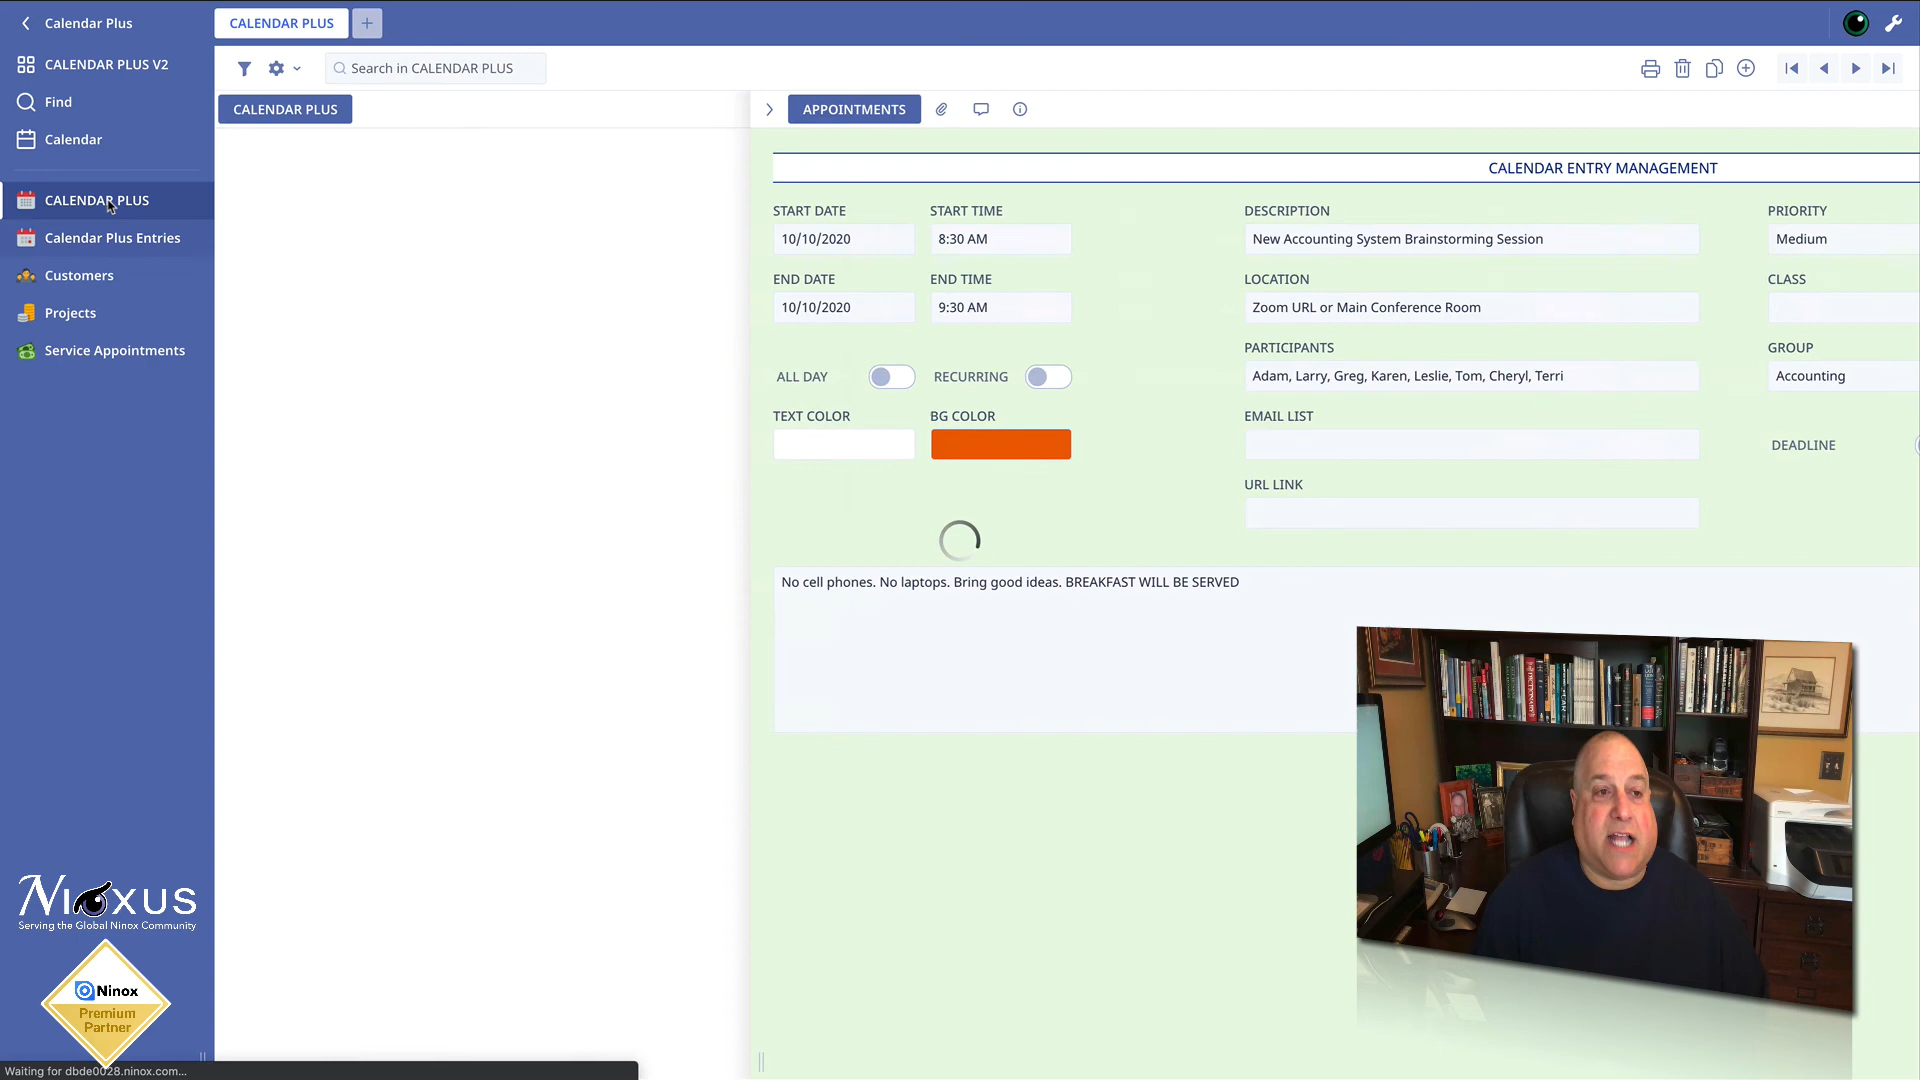 Calendar Plus
CALENDAR PLUS
+
CALENDAR PLUS V2
Search in CALENDAR PLUS
Find
CALENDAR PLUS
APPOINTMENTS
Calendar
CALENDAR ENTRY MANAGEMENT
CALENDAR PLUS
Calendar Plus Entries
Customers
Projects
Service Appointments
START DATE
START TIME
DESCRIPTION
PRIORITY
10/10/2020
8:30 AM
New Accounting System Brainstorming Session
Medium
END DATE
END TIME
LOCATION
CLASS
10/10/2020
9:30 AM
Zoom URL or Main Conference Room
PARTICIPANTS
GROUP
ALL DAY
RECURRING
Adam, Larry, Greg, Karen, Leslie, Tom, Cheryl, Terri
Accounting
TEXT COLOR
BG COLOR
EMAIL LIST
DEADLINE
URL LINK
No cell phones. No laptops. Bring good ideas. BREAKFAST WILL BE SERVED
NIOXUS
Serving the Global Ninox Community
Ninox
Premium
Partner
Waiting for dbde0028.ninox.com...